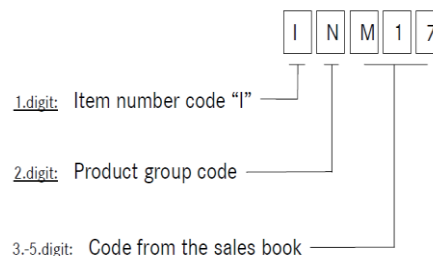 I N M 1 7
1.digit: Item number code “I”
2.digit: Product group code
3.-5.digit: Code from the sales book